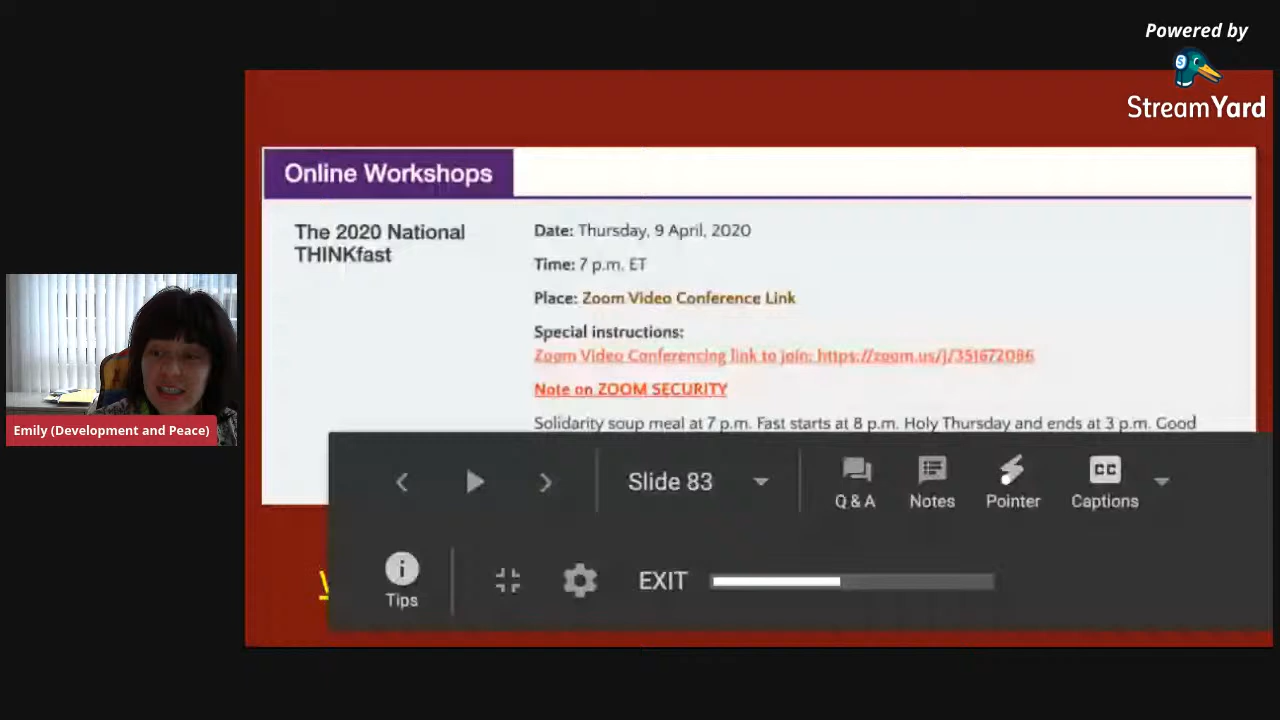 Powered by
StreamYard
Online Workshops
The 2020 National
THINKfast
Date: Thursday, 9 April, 2020
Time: 7 p.m. ET
Place: Zoom Video Conference Link
Special instructions:
Zoom Video Conferencing link to join: https://zoom.us/j/351672086
Note on ZOOM SECURITY
Solidarity soup meal at 7 p.m. Fast starts at 8 p.m. Holy Thursday and ends at 3 p.m. Good
Emily (Development and Peace)
Slide 83
Q & A
Notes
Pointer
CC
Captions
Tips
EXIT